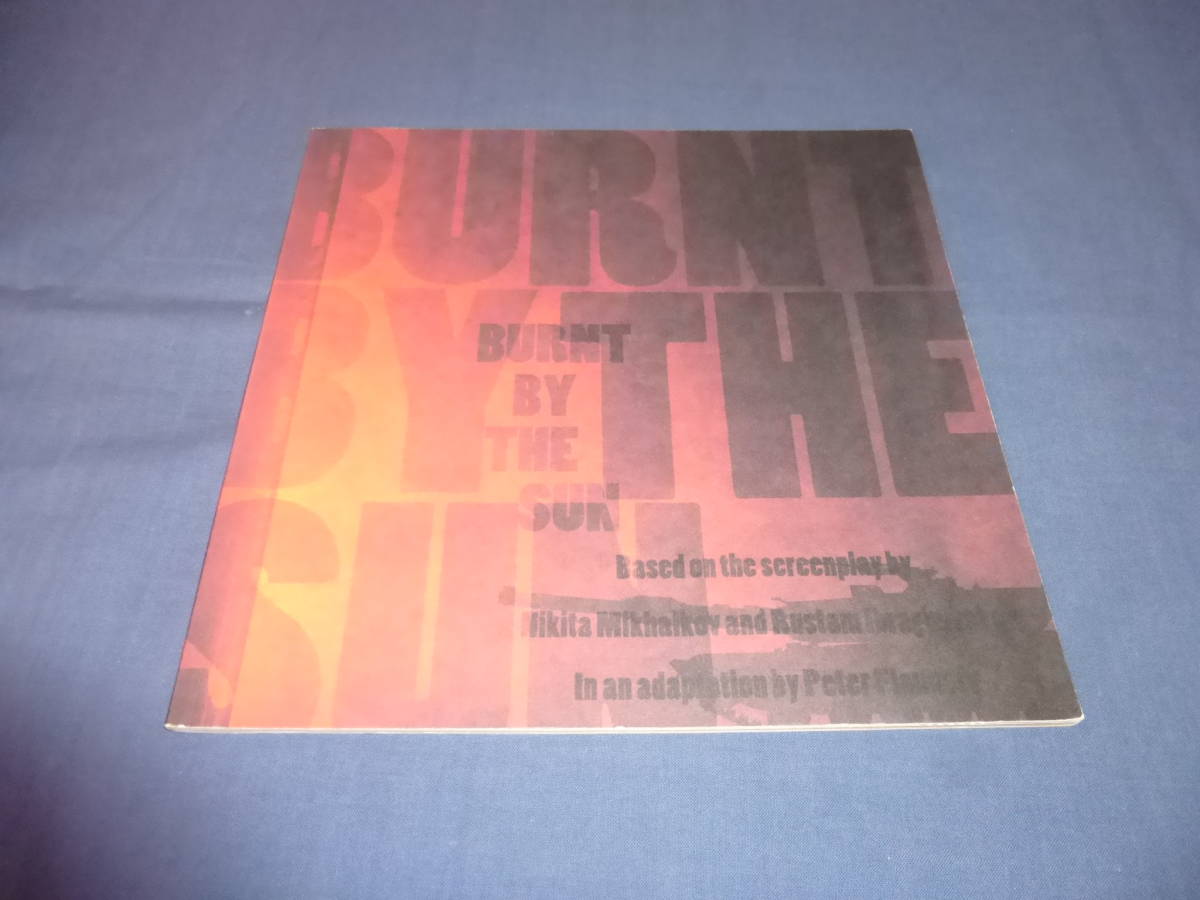 BURNT
BY THE
SUN
BURNT
BY
THE
SUN
Based on the screenplay by
Nikita Mikhalkov and Rustam
In an adaptation by Peter